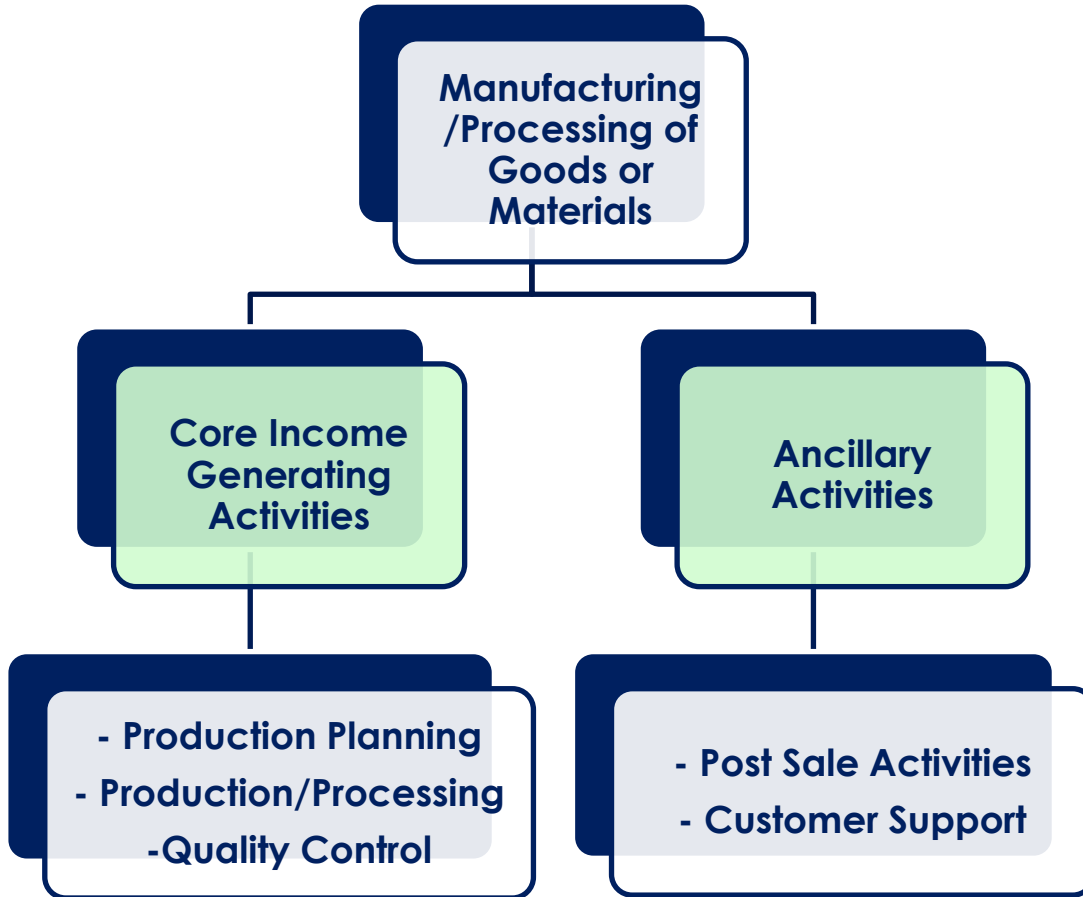 Manufacturing
/Processing of
Goods or
Materials
Core Income
Generating
Activities
Ancillary
Activities
- Production Planning
- Production/Processing
-Quality Control
- Post Sale Activities
- Customer Support